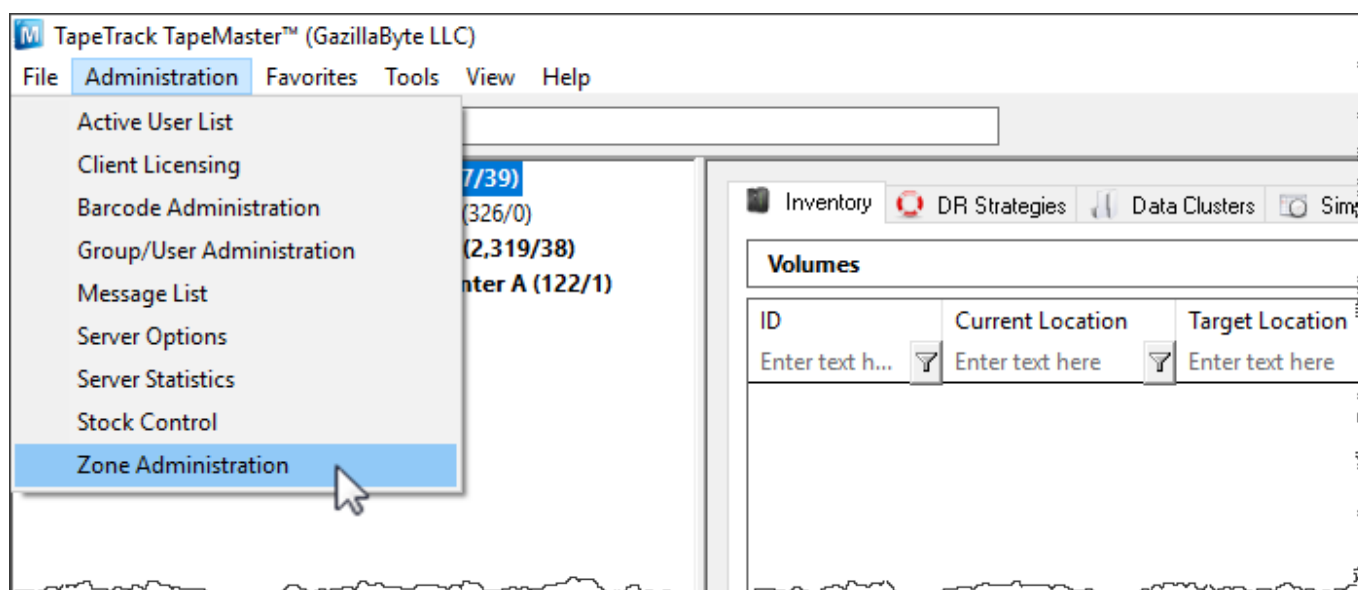 TapeTrack TapeMaster™ (GazillaByte LLC)
File Administration Favorites Tools View Help
Active User List
Client Licensing
Barcode Administration
Group/User Administration
Message List
Server Options
Server Statistics
Stock Control
Zone Administration
7/39)
(326/0)
(2,319/38)
nter A (122/1)
Inventory DR Strategies Data Clusters
Volumes
ID Current Location Target Location
Enter text h... Enter text here Enter text here